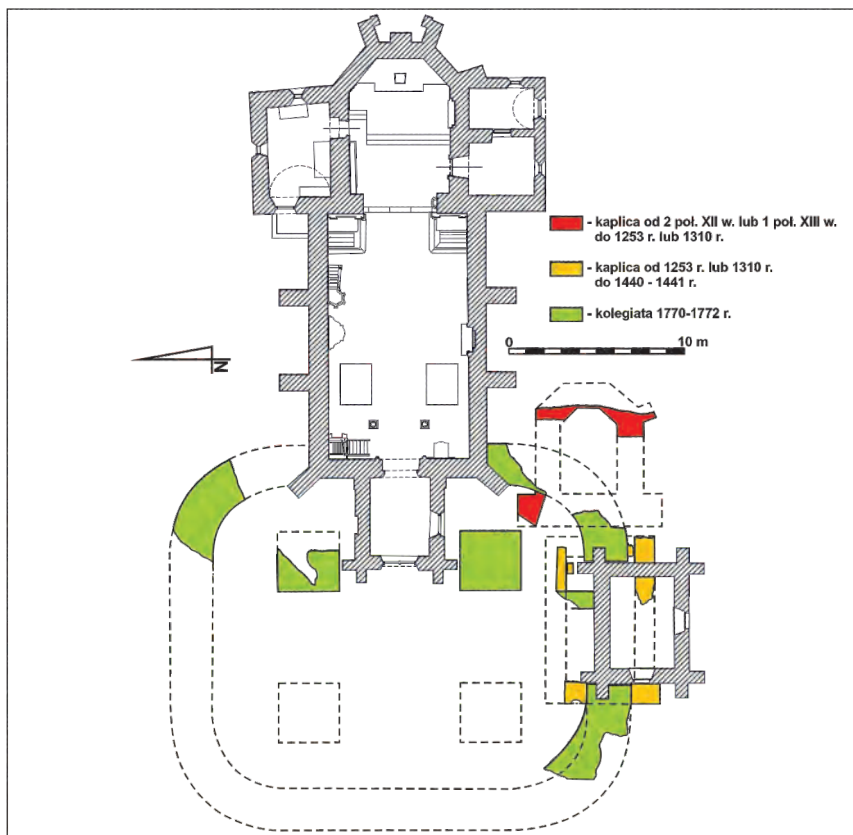 - kaplica od 2 poł. XII w. lub 1 poł. XIII w.
do 1253 r. lub 1310 r.
- kaplica od 1253 r. lub 1310 r.
do 1440 - 1441 r.
- kolegiata 1770-1772 r.
0 10 m
N